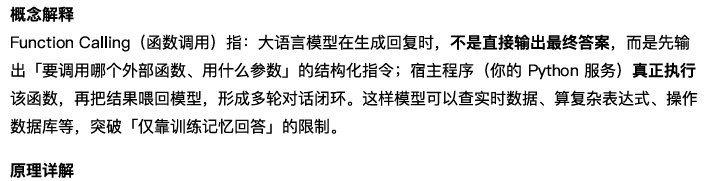 概念解释
Function Calling（函数调用）指：大语言模型在生成回复时，不是直接输出最终答案，而是先输
出「要调用哪个外部函数、用什么参数」的结构化指令；宿主程序（你的 Python 服务）真正执行
该函数，再把结果喂回模型，形成多轮对话闭环。这样模型可以查实时数据、算复杂表达式、操作
数据库等，突破「仅靠训练记忆回答」的限制。
原理详解